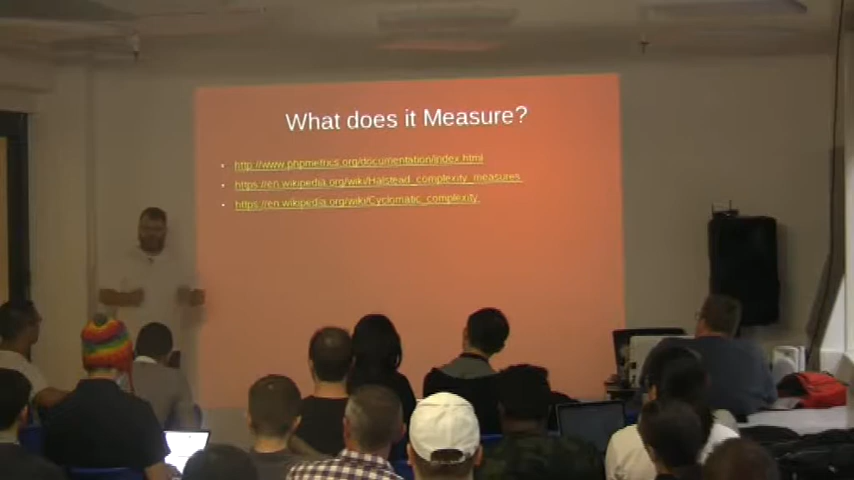 What does it Measure?
http://www.phpmetrics.org/documentation/index.html
https://en.wikipedia.org/wiki/Halstead_complexity_measures
https://en.wikipedia.org/wiki/Cyclomatic_complexity